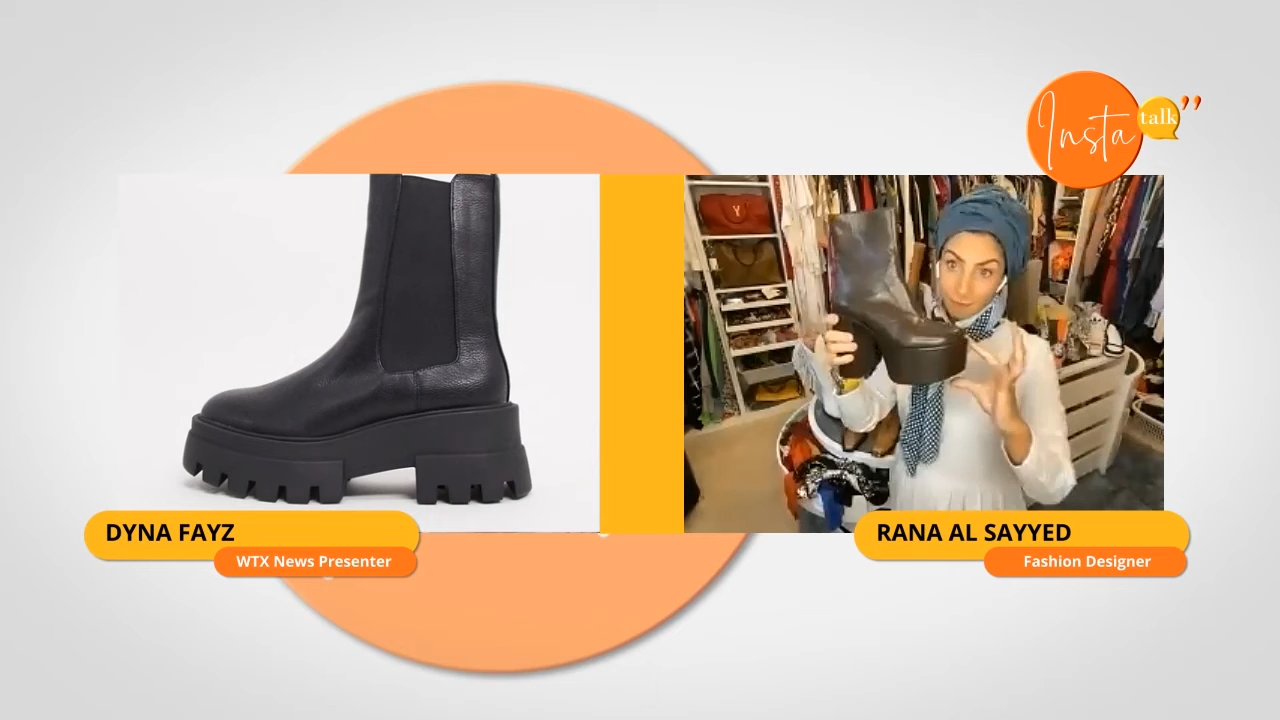 Insta
talk
DYNA FAYZ
WTX News Presenter
RANA AL SAYYED
Fashion Designer